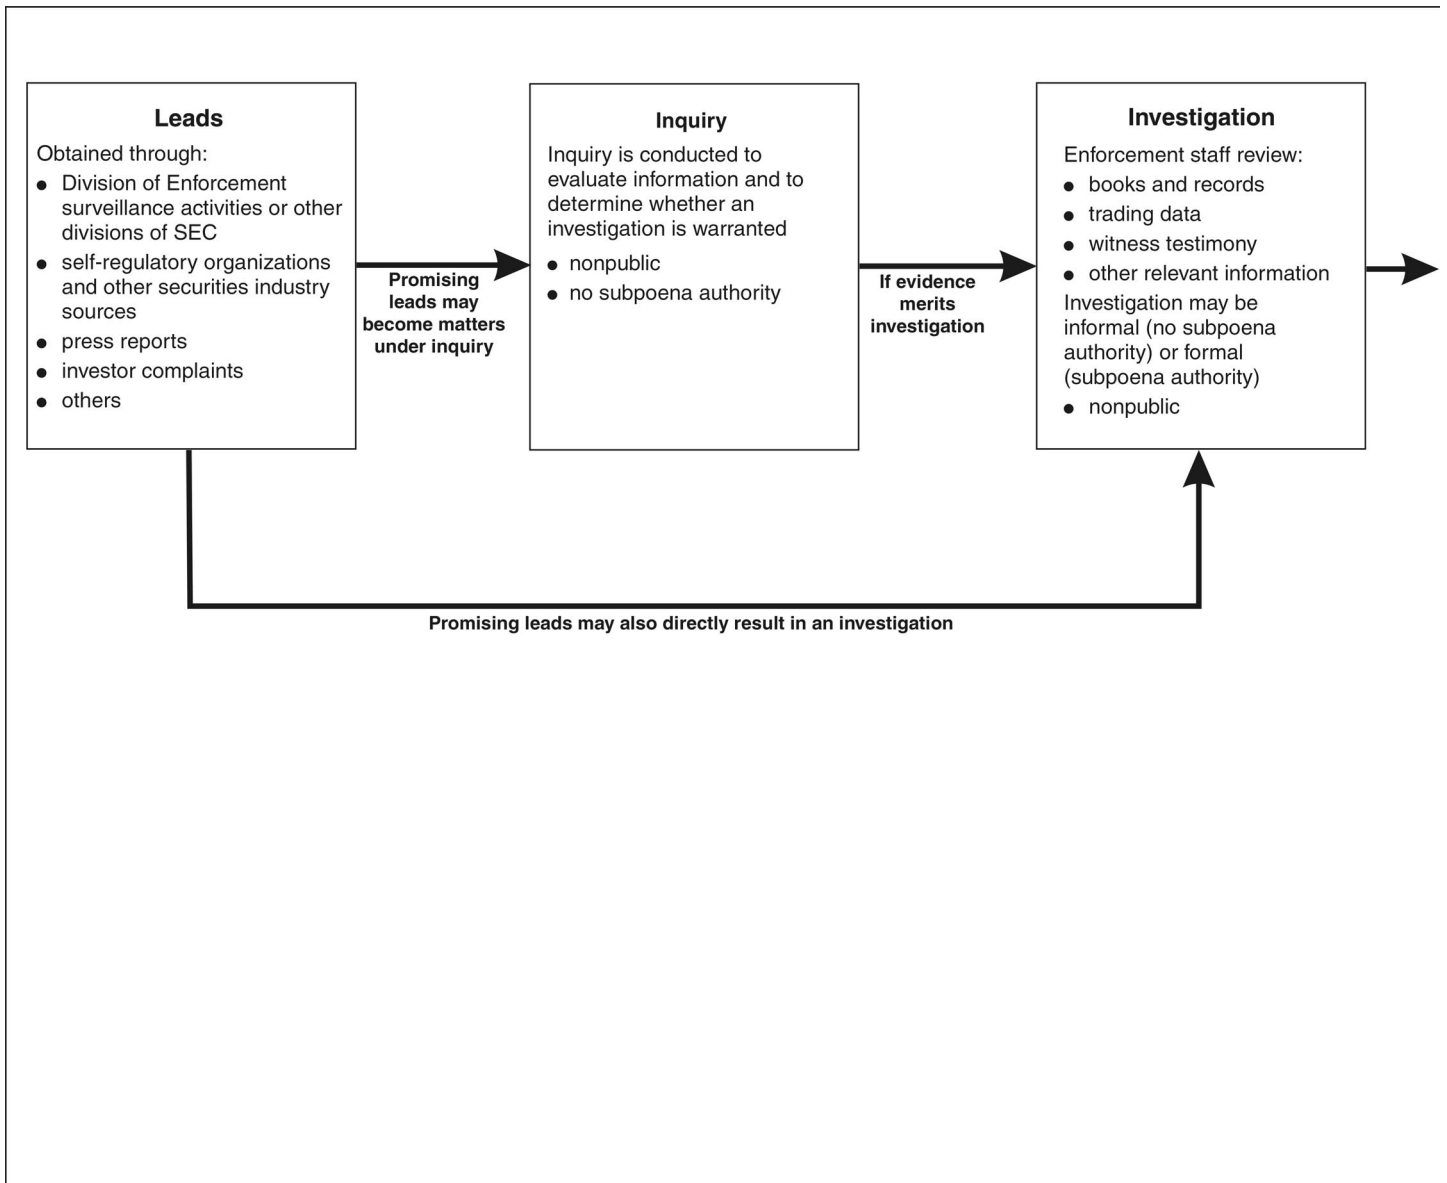 Leads
Obtained through:
● Division of Enforcement
surveillance activities or other
divisions of SEC
● self-regulatory organizations
and other securities industry
sources
● press reports
● investor complaints
● others
Promising
leads may
become matters
under inquiry
Inquiry
Inquiry is conducted to
evaluate information and to
determine whether an
investigation is warranted
● nonpublic
● no subpoena authority
If evidence
merits
investigation
Investigation
Enforcement staff review:
● books and records
● trading data
● witness testimony
● other relevant information
Investigation may be
informal (no subpoena
authority) or formal
(subpoena authority)
● nonpublic
Promising leads may also directly result in an investigation